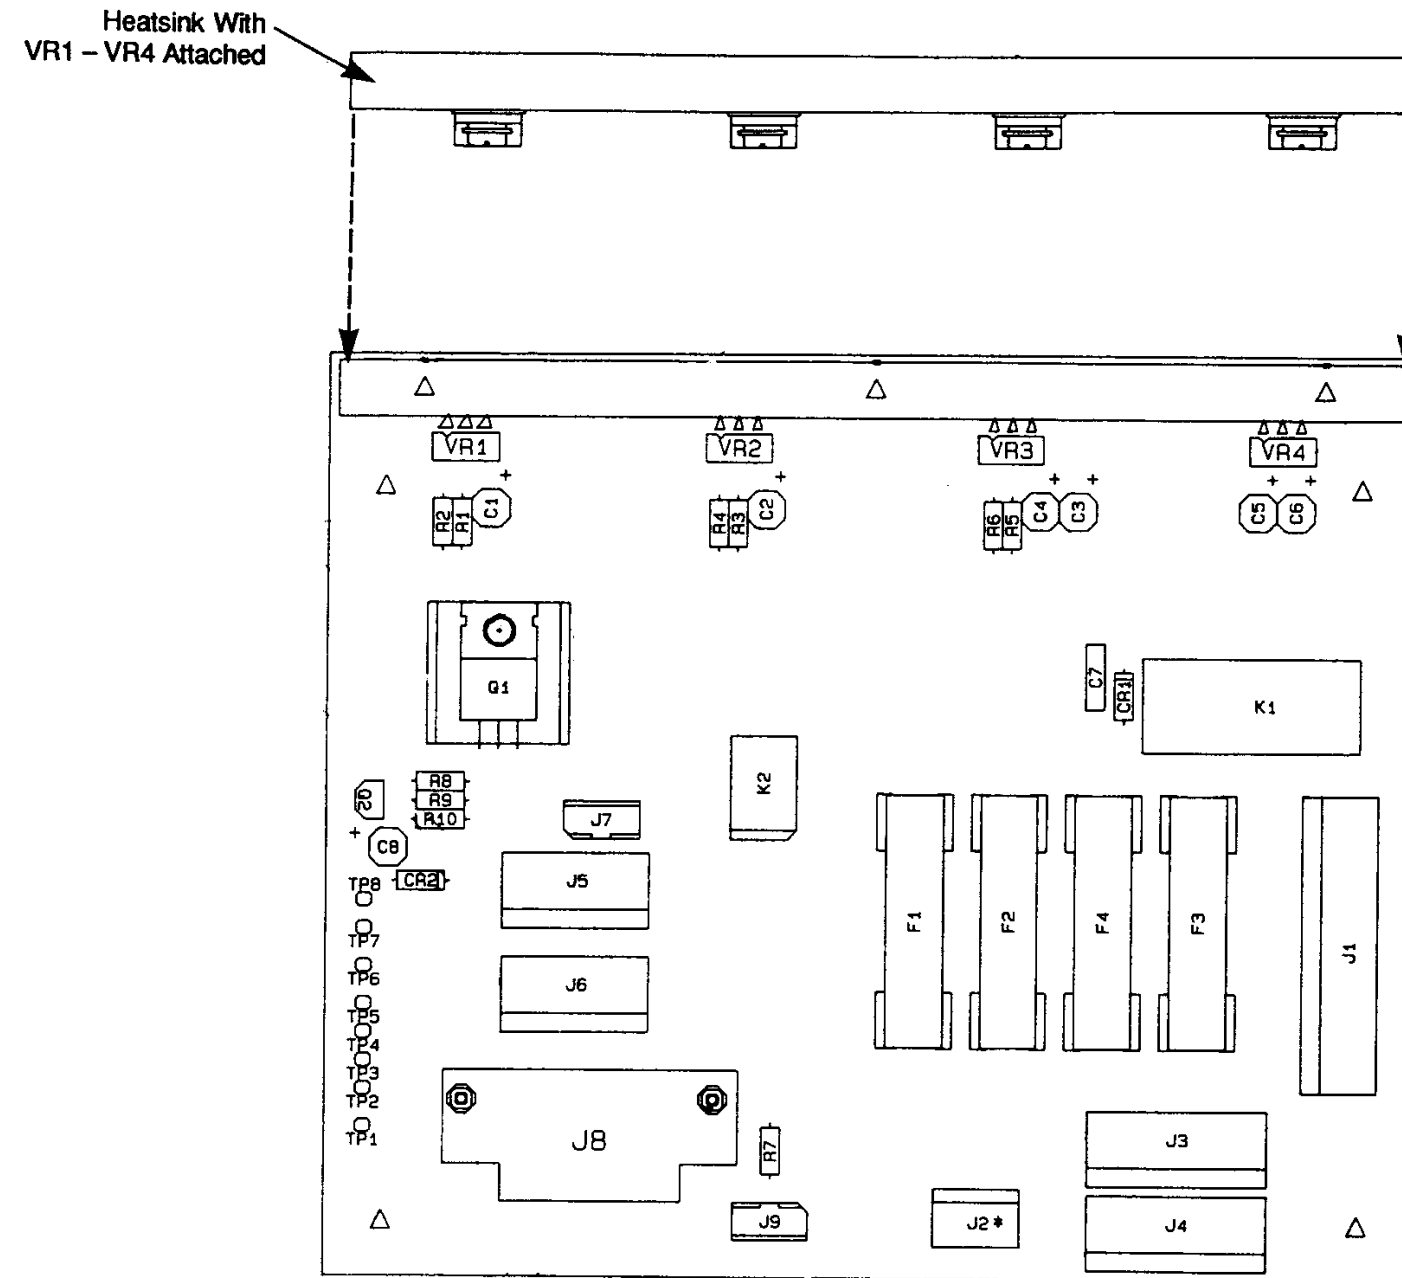 Heatsink With
VR1 – VR4 Attached
VR1
VR2
VR3
VR4
+
+
+
+
+
+
R2
R1
C1
R4
R3
C2
R6
R5
C4
C3
C5
C6
Q1
C7
CR1
K1
K2
Q2
R8
R9
R10
+
C8
J7
CR2
J5
TP8
TP7
TP6
TP5
TP4
TP3
TP2
TP1
J6
F1
F2
F4
F3
J1
J8
R7
J3
J9
J2*
J4